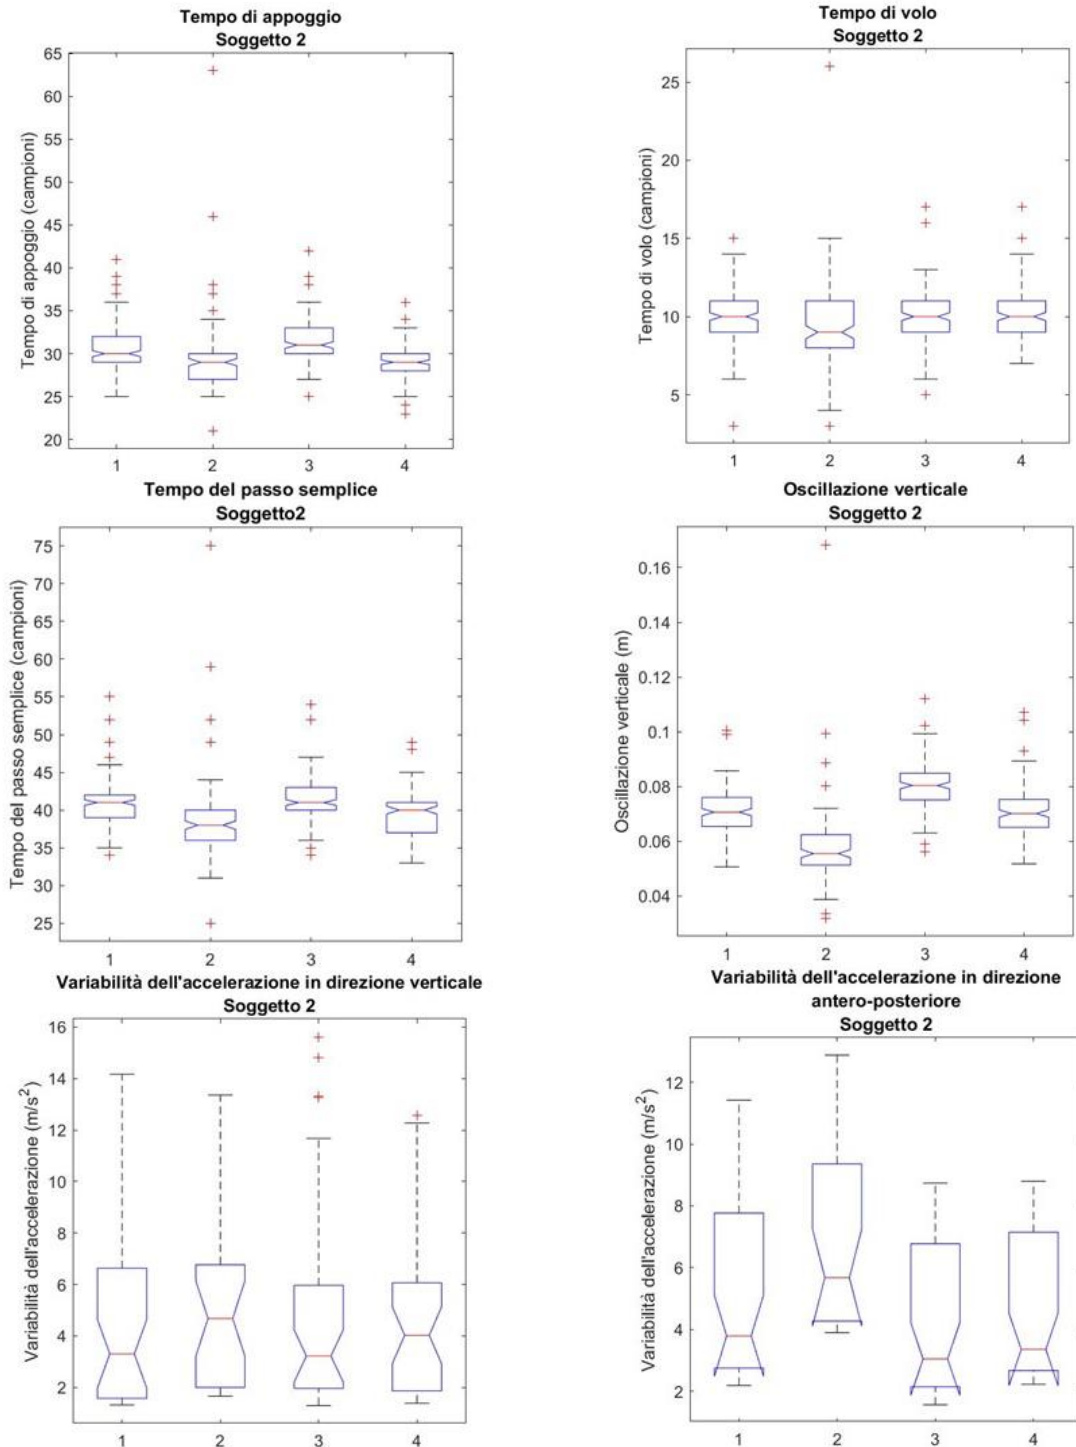 Tempo di appoggio
Soggetto 2
Tempo di appoggio (campioni)
65
60
55
50
45
40
35
30
25
20
1 2 3 4
Tempo di volo
Soggetto 2
Tempo di volo (campioni)
25
20
15
10
5
1 2 3 4
Tempo del passo semplice
Soggetto2
Tempo del passo semplice (campioni)
75
70
65
60
55
50
45
40
35
30
25
1 2 3 4
Oscillazione verticale
Soggetto 2
Oscillazione verticale (m)
0.16
0.14
0.12
0.1
0.08
0.06
0.04
1 2 3 4
Variabilità dell'accelerazione in direzione verticale
Soggetto 2
Variabilità dell'accelerazione (m/s²)
16
14
12
10
8
6
4
2
1 2 3 4
Variabilità dell'accelerazione in direzione
antero-posteriore
Soggetto 2
Variabilità dell'accelerazione (m/s²)
12
10
8
6
4
2
1 2 3 4